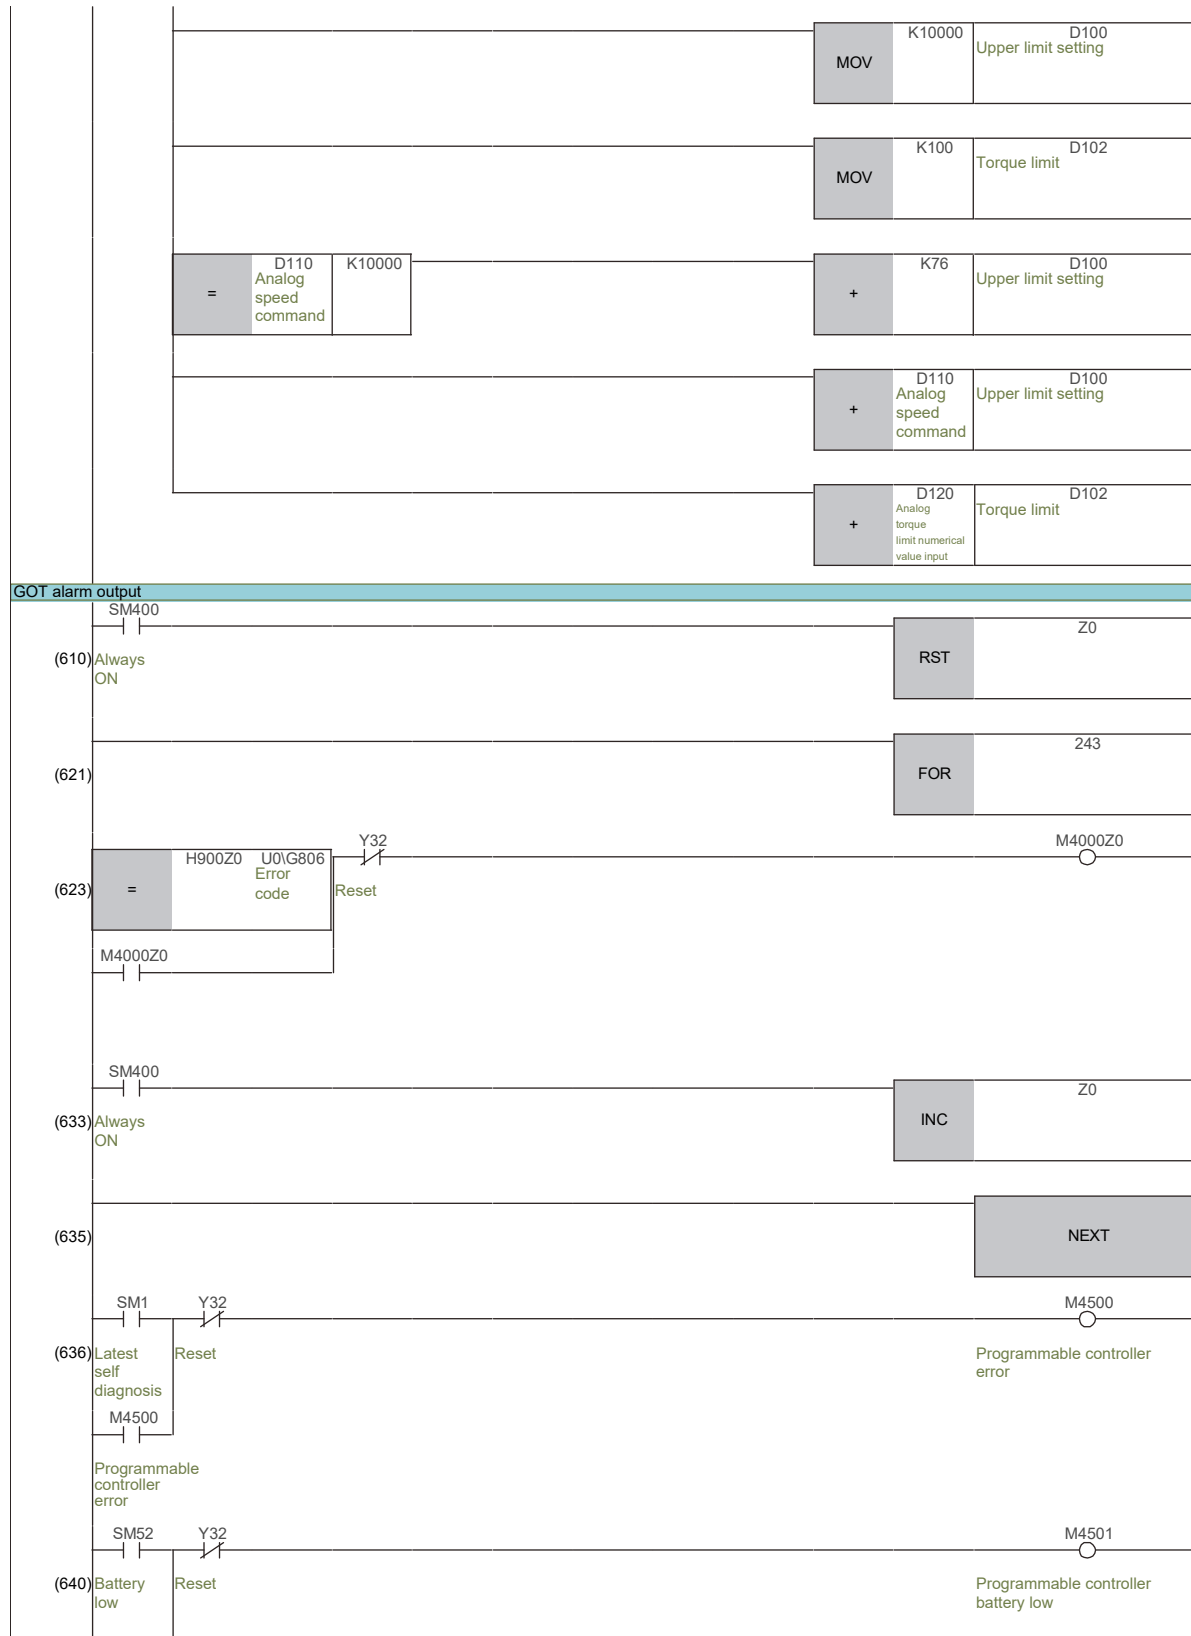 K10000 D100
Upper limit setting
MOV
K100 D102
Torque limit
MOV
D110 K10000
Analog
speed
command
=
K76 D100
Upper limit setting
+
D110 D100
Analog
speed
command
Upper limit setting
+
D120 D102
Analog
torque
limit numerical
value input
Torque limit
+
GOT alarm output
SM400
(610) Always
ON
RST Z0
(621)
FOR 243
(623) = H900Z0 U0\G806
Error
code
Y32
Reset
M4000Z0
M4000Z0
SM400
(633) Always
ON
INC Z0
(635)
NEXT
SM1 Y32 M4500
(636) Latest
self
diagnosis
Reset
Programmable controller
error
M4500
Programmable
controller
error
SM52 Y32 M4501
(640) Battery
low
Reset
Programmable controller
battery low